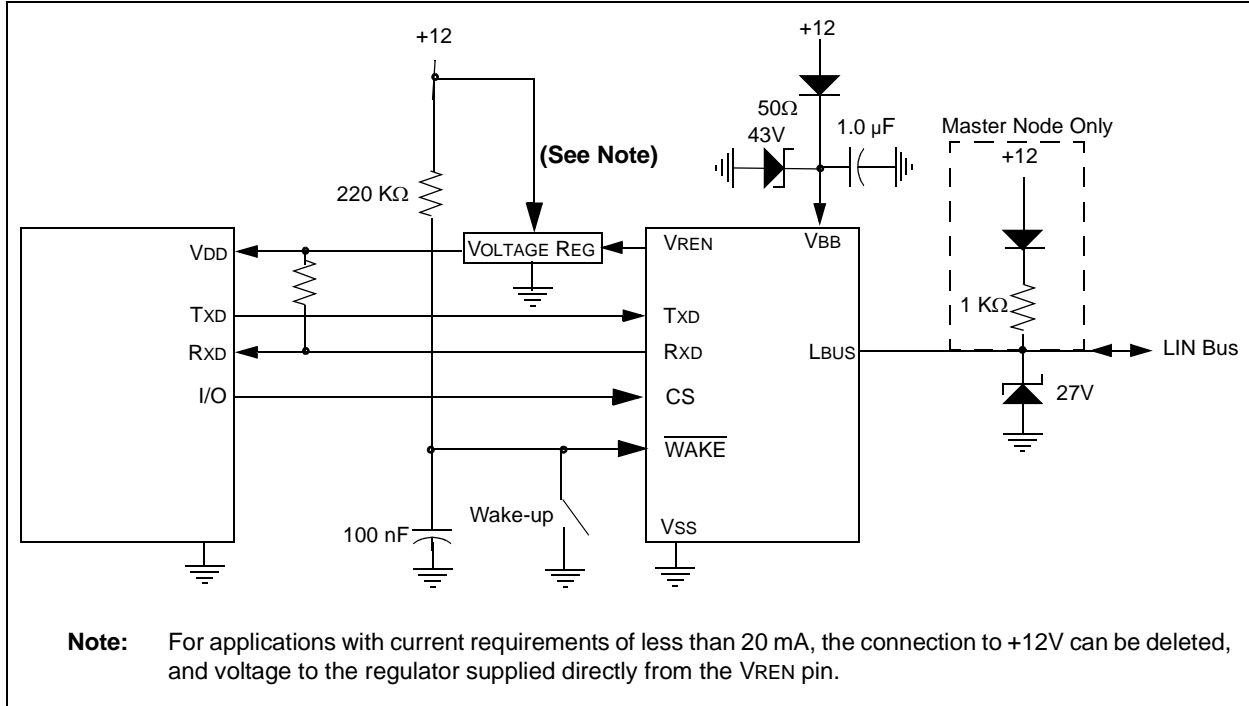 +12
+12
50Ω
43V
1.0 µF
Master Node Only
+12
(See Note)
220 KΩ
VDD
VOLTAGE REG
VREN
VBB
1 KΩ
TXD
TXD
RXD
RXD
LBUS
LIN Bus
I/O
CS
27V
WAKE
Wake-up
100 nF
VSS
Note: For applications with current requirements of less than 20 mA, the connection to +12V can be deleted,
and voltage to the regulator supplied directly from the VREN pin.